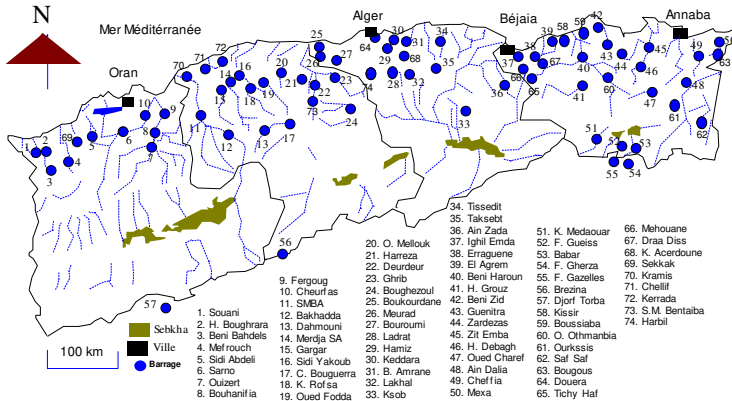 N
Mer Méditérranée
Alger
Béjaia
Annaba
Oran
Sebkha
Ville
Barrage
100 km
1. Souani
2. H. Boughrara
3. Beni Bahdels
4. Mefrouch
5. Sidi Abdeli
6. Sarno
7. Ouizert
8. Bouhanifia
9. Fergoug
10. Cheurfas
11. SMBA
12. Bakhadda
13. Dahmouni
14. Merdja SA
15. Gargar
16. Sidi Yakoub
17. C. Bouguerra
18. K. Rofsa
19. Oued Fodda
20. O. Mellouk
21. Harreza
22. Deurdeur
23. Ghrib
24. Boughezoul
25. Boukourdane
26. Meurad
27. Bouroumi
28. Ladrat
29. Hamiz
30. Keddara
31. B. Amrane
32. Lakhal
33. Ksob
34. Tissedit
35. Taksebt
36. Ain Zada
37. Ighil Emda
38. Erraguene
39. El Agrem
40. Beni Haroun
41. H. Grouz
42. Beni Zid
43. Guenitra
44. Zardezas
45. Zit Emba
46. H. Debagh
47. Oued Charef
48. Ain Dalia
49. Cheffia
50. Mexa
51. K. Medaouar
52. F. Gueiss
53. Babar
54. F. Gherza
55. F. Gazelles
56. Brezina
57. Djorf Torba
58. Kissir
59. Boussiaba
60. O. Othmanbia
61. Ourkssis
62. Saf Saf
63. Bougous
64. Douera
65. Tichy Haf
66. Mehouane
67. Draa Diss
68. K. Acerdoune
69. Sekkak
70. Kramis
71. Chellif
72. Kerrada
73. S.M. Bentaiba
74. Harbil